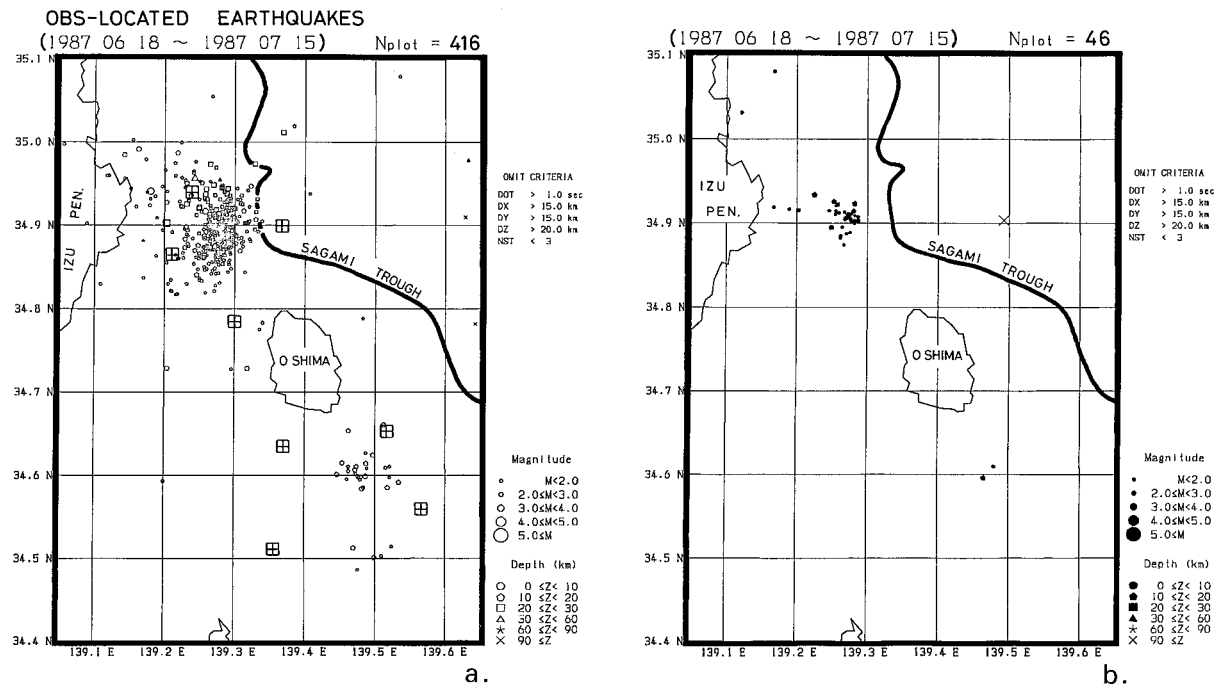 OBS-LOCATED EARTHQUAKES
(1987 06 18 ~ 1987 07 15) Nplot = 416
35.1 N
35.0 N
34.9 N
34.8 N
34.7 N
34.6 N
34.5 N
34.4 N
139.1 E 139.2 E 139.3 E 139.4 E 139.5 E 139.6 E
IZU PEN.
SAGAMI TROUGH
O SHIMA
OMIT CRITERIA
DOT > 1.0 sec
DX > 15.0 km
DY > 15.0 km
DZ > 20.0 km
NST < 3
Magnitude
M<2.0
2.0≤M<3.0
3.0≤M<4.0
4.0≤M<5.0
5.0≤M
Depth (km)
0 ≤Z< 10
10 ≤Z< 20
20 ≤Z< 30
30 ≤Z< 60
60 ≤Z< 90
90 ≤Z
a.
(1987 06 18 ~ 1987 07 15) Nplot = 46
35.1 N
35.0 N
34.9 N
34.8 N
34.7 N
34.6 N
34.5 N
34.4 N
139.1 E 139.2 E 139.3 E 139.4 E 139.5 E 139.6 E
IZU
PEN.
SAGAMI TROUGH
O SHIMA
OMIT CRITERIA
DOT > 1.0 sec
DX > 15.0 km
DY > 15.0 km
DZ > 20.0 km
NST < 3
Magnitude
M<2.0
2.0≤M<3.0
3.0≤M<4.0
4.0≤M<5.0
5.0≤M
Depth (km)
0 ≤Z< 10
10 ≤Z< 20
20 ≤Z< 30
30 ≤Z< 60
60 ≤Z< 90
90 ≤Z
b.